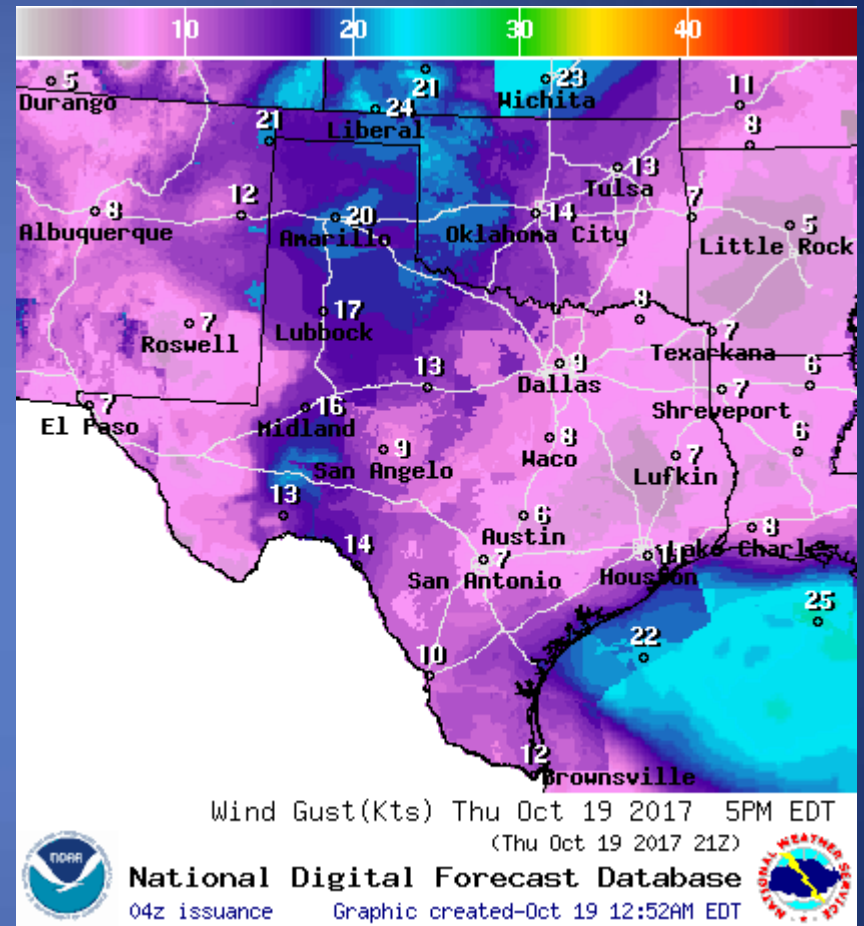 10 20 30 40
5 21 23 11
Durango Wichita
24 8
21 Liberal
13
Tulsa
8 12 20 14 7 5
Albuquerque Amarillo Oklahoma City Little Rock
7 17 8 7
Roswell Lubbock Texarkana
13 9 6
Dallas 7
7 16 Shreveport
El Paso Midland
9 8 7 6
San Angelo Waco Lufkin
13 6 8
Austin Lake Charles
14 7 11
San Antonio Houston
25
22
10
12
Brownsville
Wind Gust(Kts) Thu Oct 19 2017 5PM EDT
(Thu Oct 19 2017 21Z)
NOAA
NATIONAL WEATHER SERVICE
National Digital Forecast Database
04z issuance Graphic created-Oct 19 12:52AM EDT